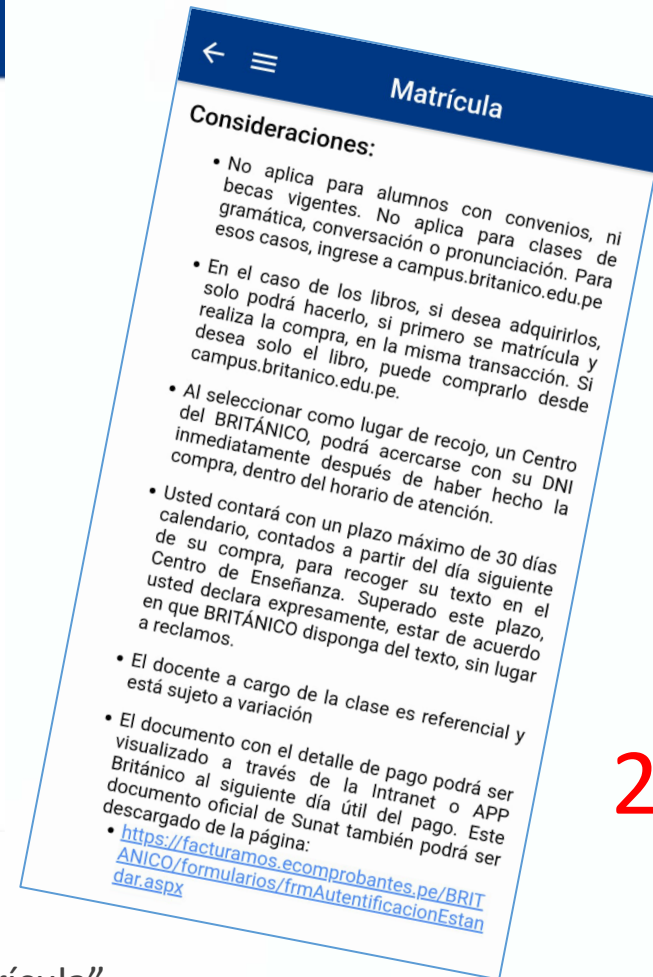 Matrícula
Consideraciones:
• No aplica para alumnos con convenios, ni
becas vigentes. No aplica para clases de
gramática, conversación o pronunciación. Para
esos casos, ingrese a campus.britanico.edu.pe
• En el caso de los libros, si desea adquirirlos,
solo podrá hacerlo, si primero se matrícula y
realiza la compra, en la misma transacción. Si
desea solo el libro, puede comprarlo desde
campus.britanico.edu.pe.
• Al seleccionar como lugar de recojo, un Centro
del BRITÁNICO, podrá acercarse con su DNI
inmediatamente después de haber hecho la
compra, dentro del horario de atención.
• Usted contará con un plazo máximo de 30 días
calendario, contados a partir del día siguiente
de su compra, para recoger su texto en el
Centro de Enseñanza. Superado este plazo,
usted declara expresamente, estar de acuerdo
en que BRITÁNICO disponga del texto, sin lugar
a reclamos.
• El docente a cargo de la clase es referencial y
está sujeto a variación
• El documento con el detalle de pago podrá ser
visualizado a través de la Intranet o APP
Británico al siguiente día útil del pago. Este
documento oficial de Sunat también podrá ser
descargado de la página:
• https://facturamos.ecomprobantes.pe/BRIT
ANICO/formularios/frmAutentificacionEstan
dar.aspx
2